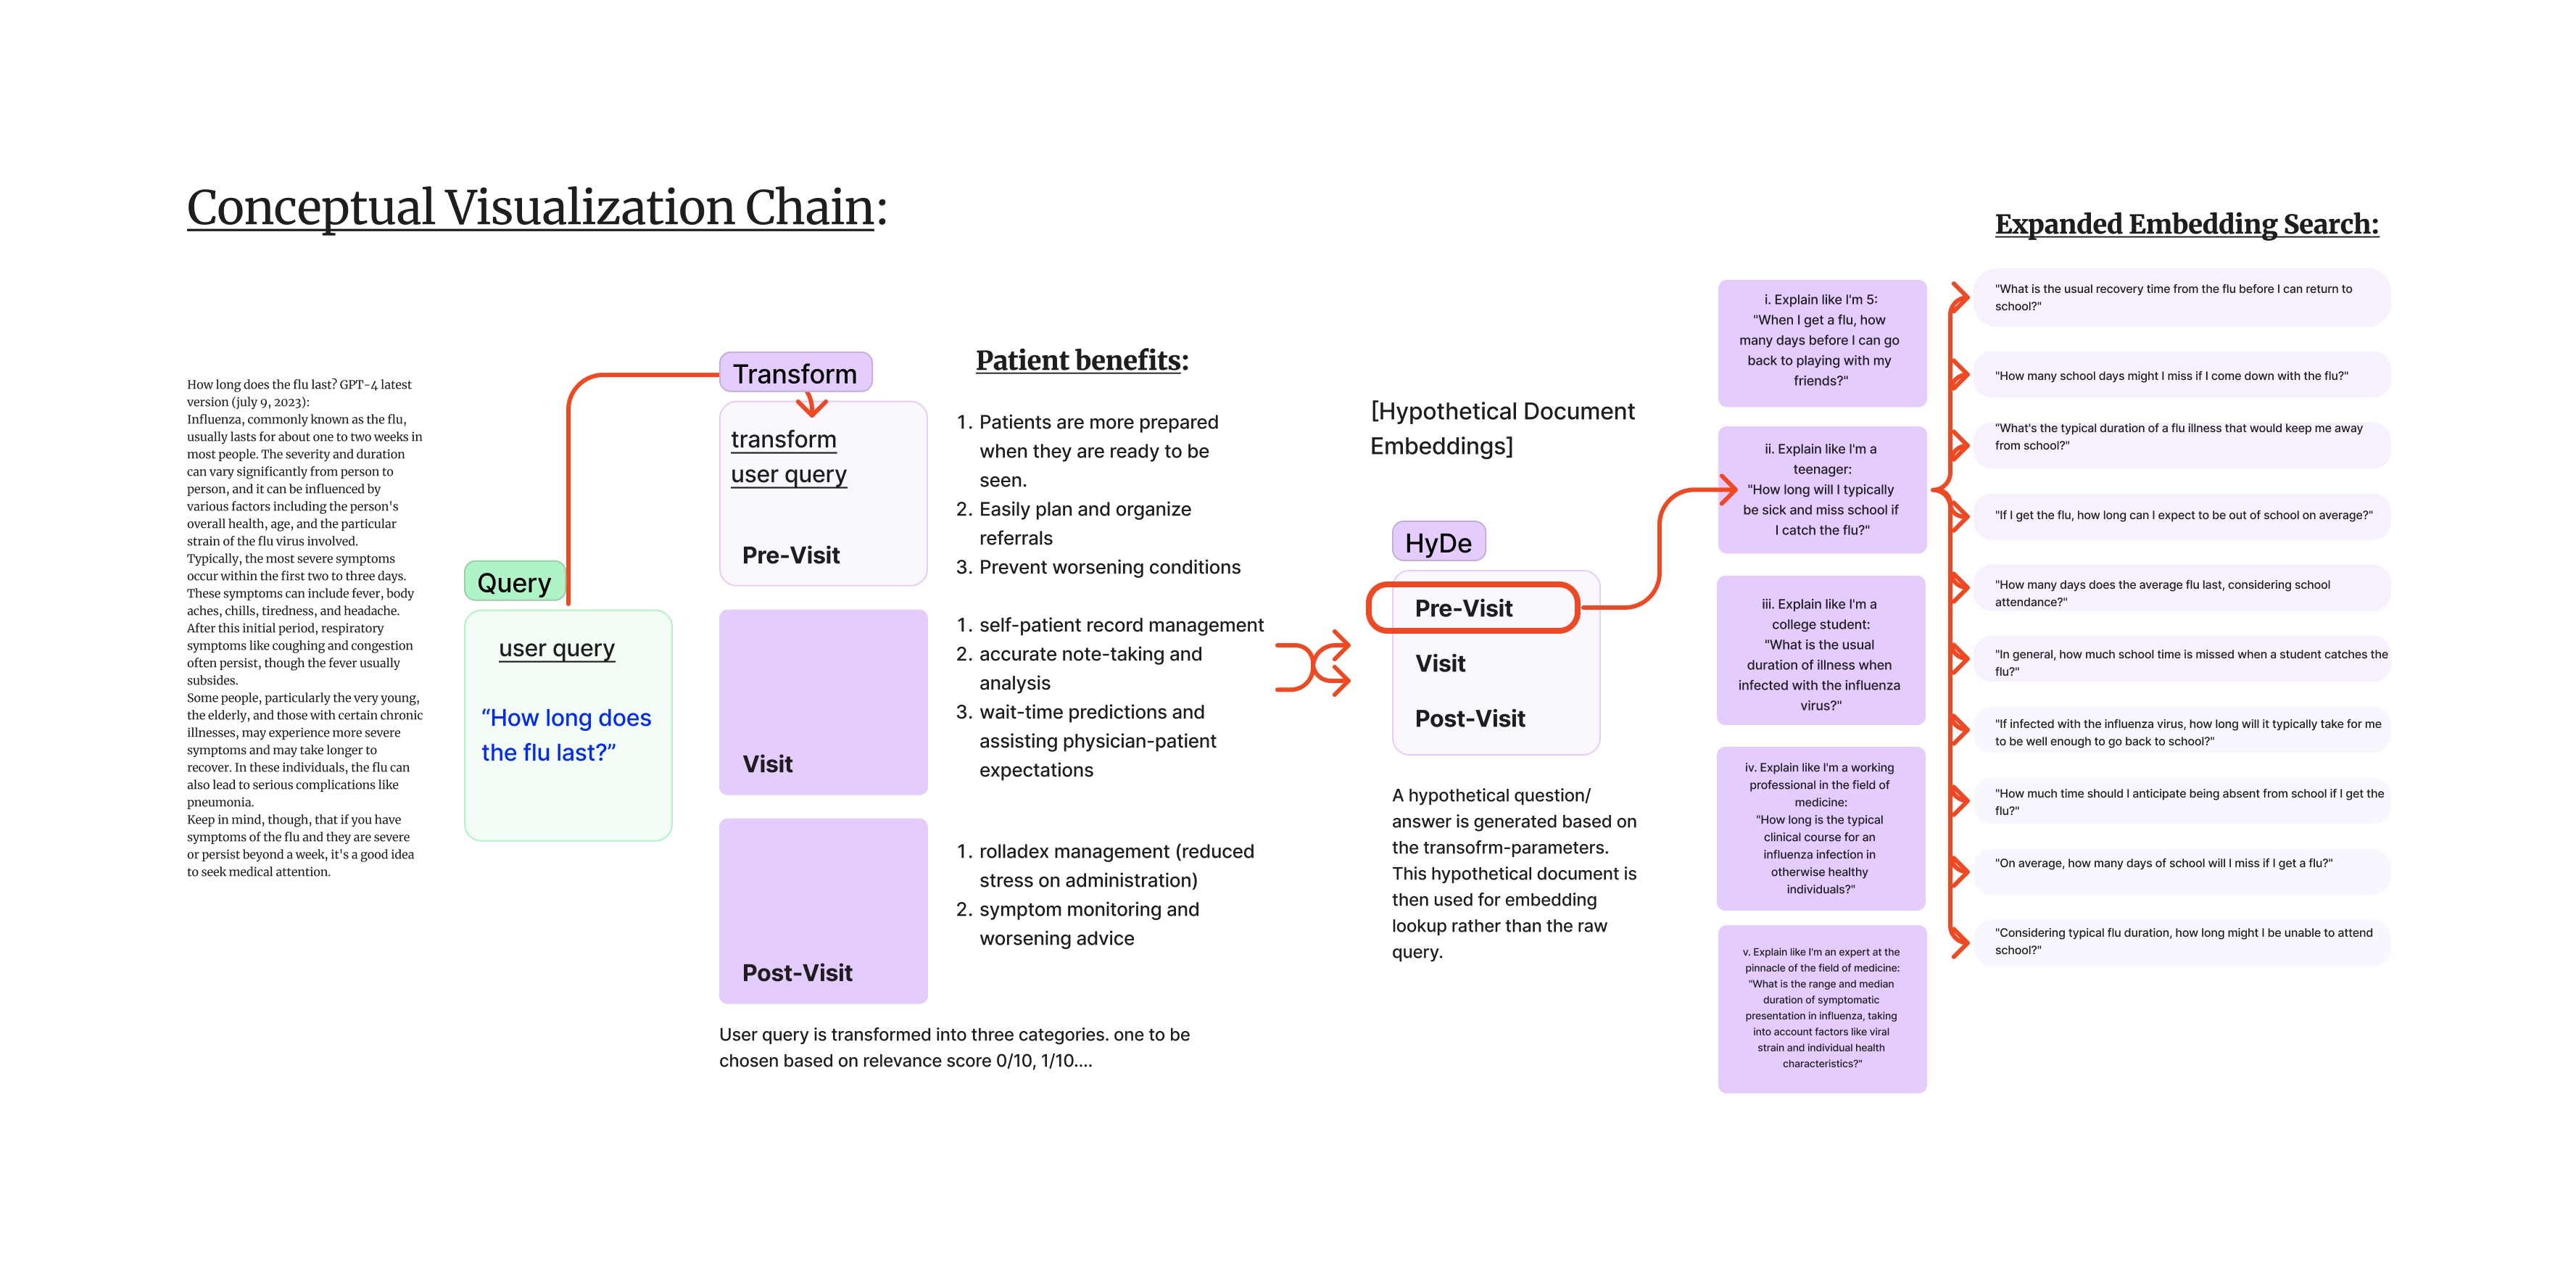 Conceptual Visualization Chain:
How long does the flu last? GPT-4 latest
version (july 9, 2023):
Influenza, commonly known as the flu,
usually lasts for about one to two weeks in
most people. The severity and duration
can vary significantly from person to
person, and it can be influenced by
various factors including the person's
overall health, age, and the particular
strain of the flu virus involved.
Typically, the most severe symptoms
occur within the first two to three days.
These symptoms can include fever, body
aches, chills, tiredness, and headache.
After this initial period, respiratory
symptoms like coughing and congestion
often persist, though the fever usually
subsides.
Some people, particularly the very young,
the elderly, and those with certain chronic
illnesses, may experience more severe
symptoms and may take longer to
recover. In these individuals, the flu can
also lead to serious complications like
pneumonia.
Keep in mind, though, that if you have
symptoms of the flu and they are severe
or persist beyond a week, it's a good idea
to seek medical attention.
Query
user query
“How long does
the flu last?”
Transform
transform
user query
Pre-Visit
Visit
Post-Visit
User query is transformed into three categories. one to be
chosen based on relevance score 0/10, 1/10....
Patient benefits:
1. Patients are more prepared
when they are ready to be
seen.
2. Easily plan and organize
referrals
3. Prevent worsening conditions
1. self-patient record management
2. accurate note-taking and
analysis
3. wait-time predictions and
assisting physician-patient
expectations
1. rolladex management (reduced
stress on administration)
2. symptom monitoring and
worsening advice
[Hypothetical Document
Embeddings]
HyDe
Pre-Visit
Visit
Post-Visit
A hypothetical question/
answer is generated based on
the transofrm-parameters.
This hypothetical document is
then used for embedding
lookup rather than the raw
query.
i. Explain like I'm 5:
"When I get a flu, how
many days before I can go
back to playing with my
friends?"
ii. Explain like I'm a
teenager:
"How long will I typically
be sick and miss school if
I catch the flu?"
iii. Explain like I'm a
college student:
"What is the usual
duration of illness when
infected with the influenza
virus?"
iv. Explain like I'm a working
professional in the field of
medicine:
"How long is the typical
clinical course for an
influenza infection in
otherwise healthy
individuals?"
v. Explain like I'm an expert at the
pinnacle of the field of medicine:
"What is the range and median
duration of symptomatic
presentation in influenza, taking
into account factors like viral
strain and individual health
characteristics?"
Expanded Embedding Search:
"What is the usual recovery time from the flu before I can return to
school?"
"How many school days might I miss if I come down with the flu?"
"What's the typical duration of a flu illness that would keep me away
from school?"
"If I get the flu, how long can I expect to be out of school on average?"
"How many days does the average flu last, considering school
attendance?"
"In general, how much school time is missed when a student catches the
flu?"
"If infected with the influenza virus, how long will it typically take for me
to be well enough to go back to school?"
"How much time should I anticipate being absent from school if I get the
flu?"
"On average, how many days of school will I miss if I get a flu?"
"Considering typical flu duration, how long might I be unable to attend
school?"